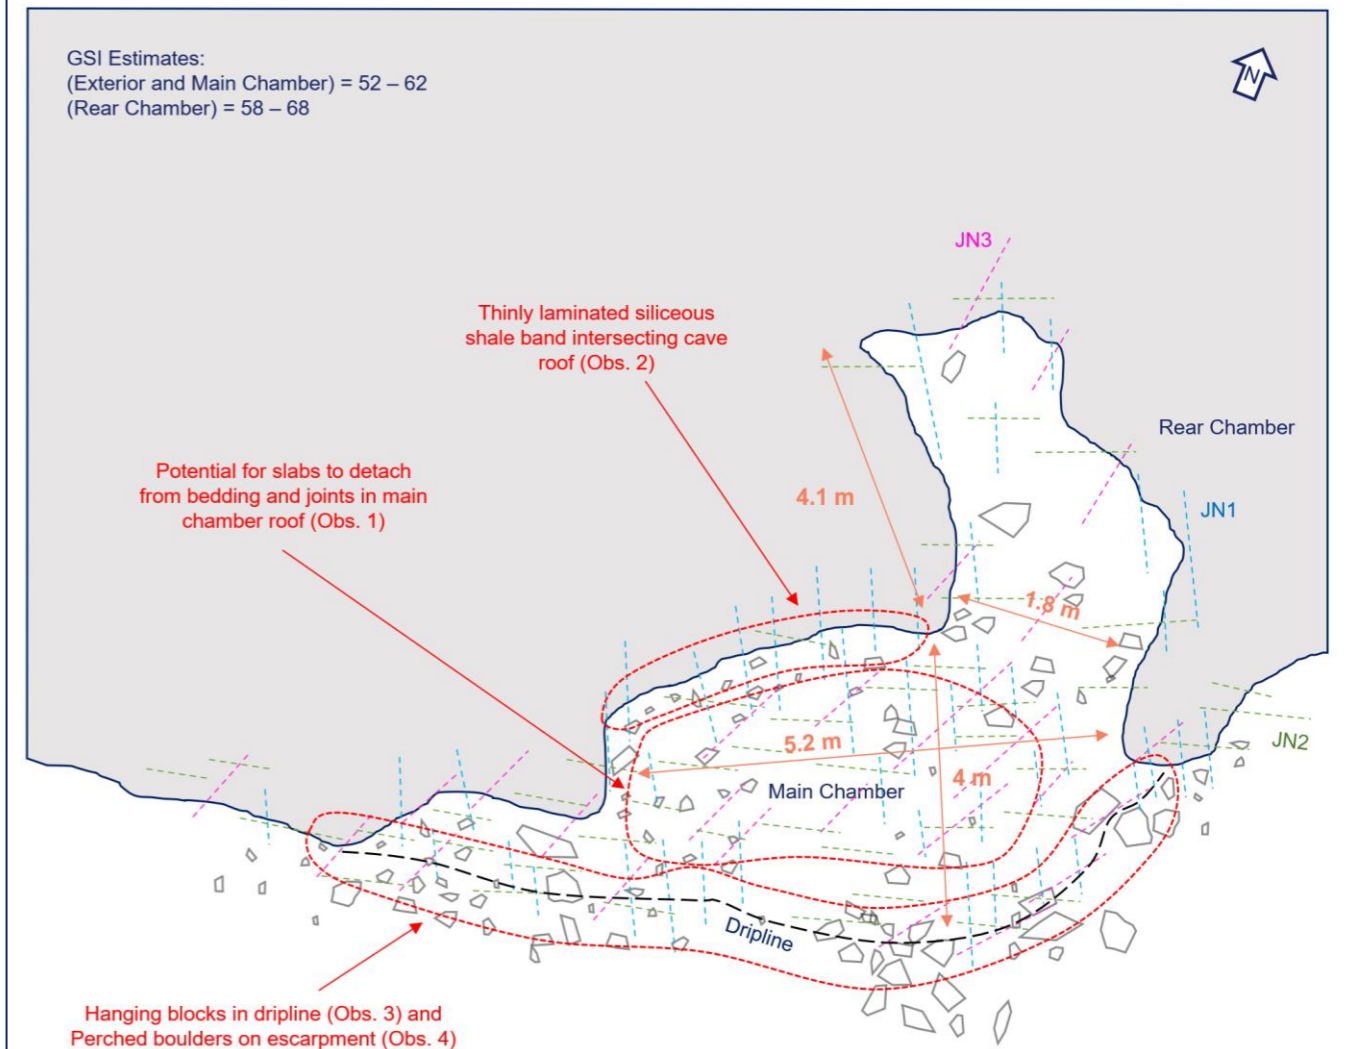 GSI Estimates:
(Exterior and Main Chamber) = 52 – 62
(Rear Chamber) = 58 – 68
N
JN3
Thinly laminated siliceous
shale band intersecting cave
roof (Obs. 2)
Rear Chamber
Potential for slabs to detach
from bedding and joints in main
chamber roof (Obs. 1)
4.1 m
JN1
1.8 m
JN2
5.2 m
4 m
Main Chamber
Dripline
Hanging blocks in dripline (Obs. 3) and
Perched boulders on escarpment (Obs. 4)